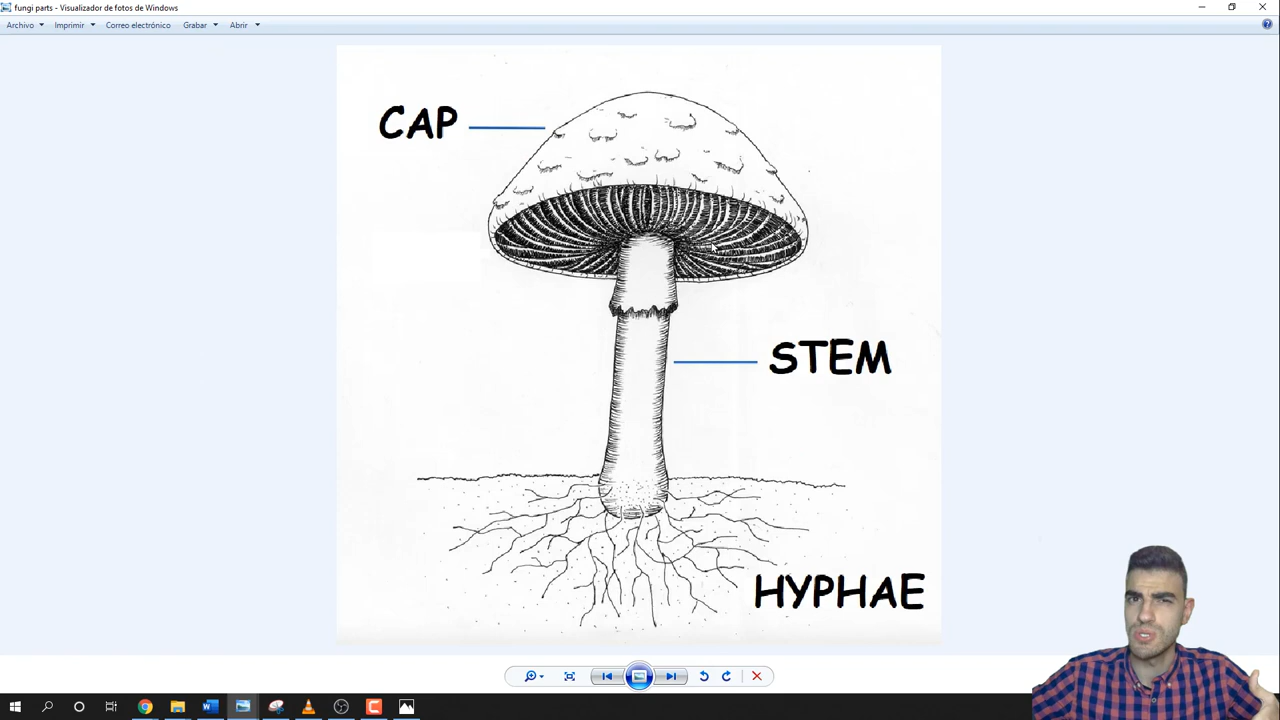 fungi parts - Visualizador de fotos de Windows
Archivo Imprimir Correo electrónico Grabar Abrir
CAP
STEM
HYPHAE